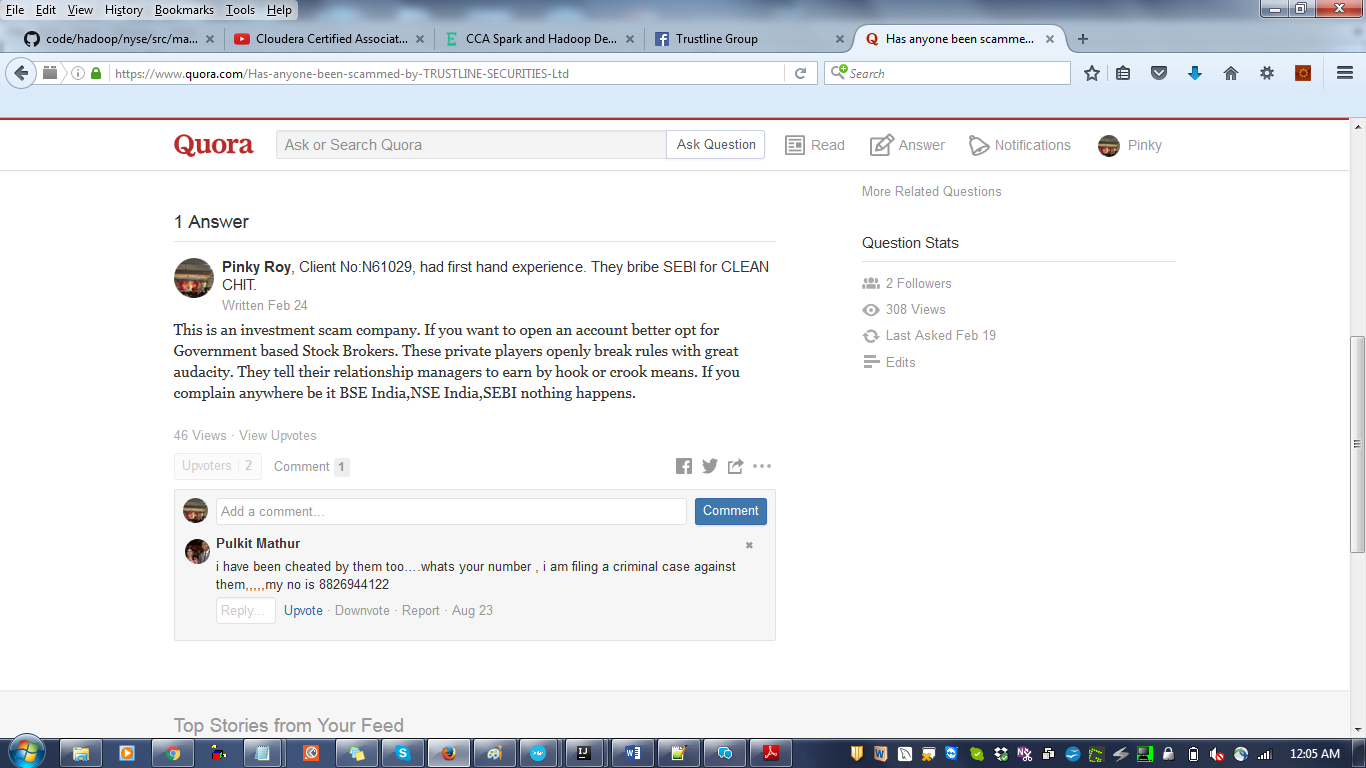 File Edit View History Bookmarks Tools Help
code/hadoop/nyse/src/ma...
Cloudera Certified Associat...
CCA Spark and Hadoop De...
Trustline Group
Has anyone been scamme...
https://www.quora.com/Has-anyone-been-scammed-by-TRUSTLINE-SECURITIES-Ltd
Search
Quora
Ask or Search Quora
Ask Question
Read
Answer
Notifications
Pinky
More Related Questions
1 Answer
Pinky Roy, Client No:N61029, had first hand experience. They bribe SEBI for CLEAN
CHIT.
Written Feb 24
This is an investment scam company. If you want to open an account better opt for
Government based Stock Brokers. These private players openly break rules with great
audacity. They tell their relationship managers to earn by hook or crook means. If you
complain anywhere be it BSE India,NSE India,SEBI nothing happens.
46 Views · View Upvotes
Upvoters 2
Comment 1
Question Stats
2 Followers
308 Views
Last Asked Feb 19
Edits
Add a comment...
Comment
Pulkit Mathur
i have been cheated by them too....whats your number , i am filing a criminal case against
them,,,,,my no is 8826944122
Reply...
Upvote · Downvote · Report · Aug 23
Top Stories from Your Feed
12:05 AM